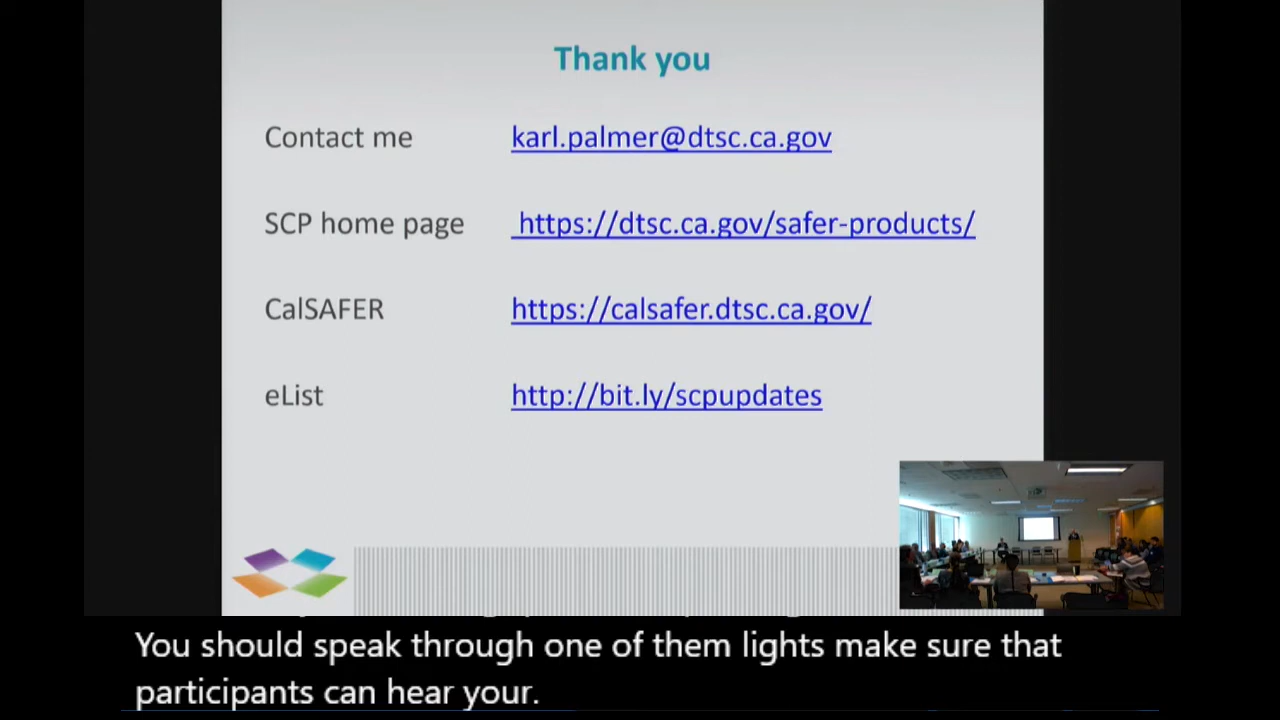 Thank you
Contact me karl.palmer@dtsc.ca.gov
SCP home page https://dtsc.ca.gov/safer-products/
CalSAFER https://calsafer.dtsc.ca.gov/
eList http://bit.ly/scpupdates
You should speak through one of them lights make sure that
participants can hear your.